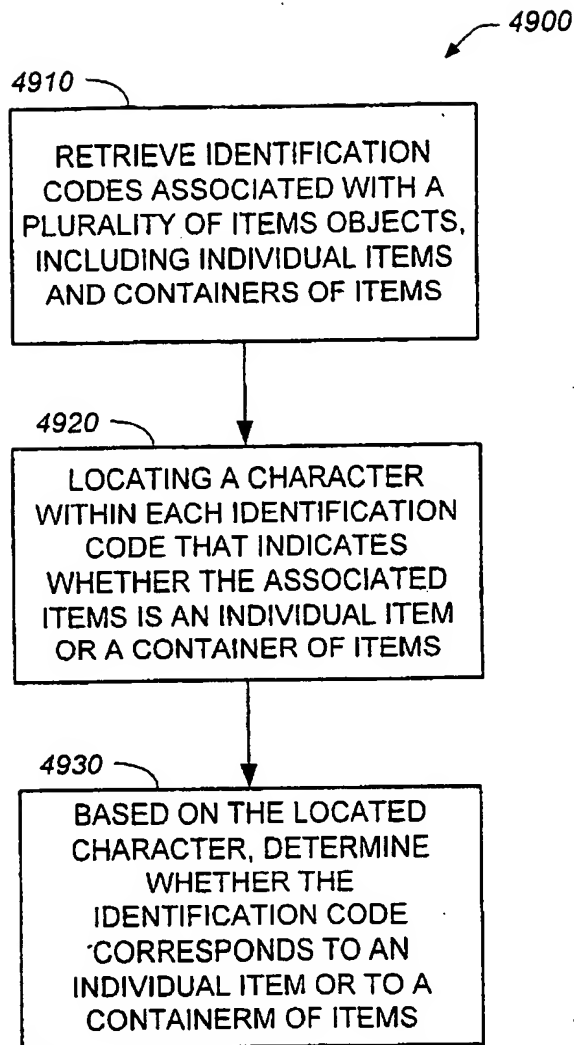 4900
4910
RETRIEVE IDENTIFICATION
CODES ASSOCIATED WITH A
PLURALITY OF ITEMS OBJECTS,
INCLUDING INDIVIDUAL ITEMS
AND CONTAINERS OF ITEMS
4920
LOCATING A CHARACTER
WITHIN EACH IDENTIFICATION
CODE THAT INDICATES
WHETHER THE ASSOCIATED
ITEMS IS AN INDIVIDUAL ITEM
OR A CONTAINER OF ITEMS
4930
BASED ON THE LOCATED
CHARACTER, DETERMINE
WHETHER THE
IDENTIFICATION CODE
CORRESPONDS TO AN
INDIVIDUAL ITEM OR TO A
CONTAINERM OF ITEMS